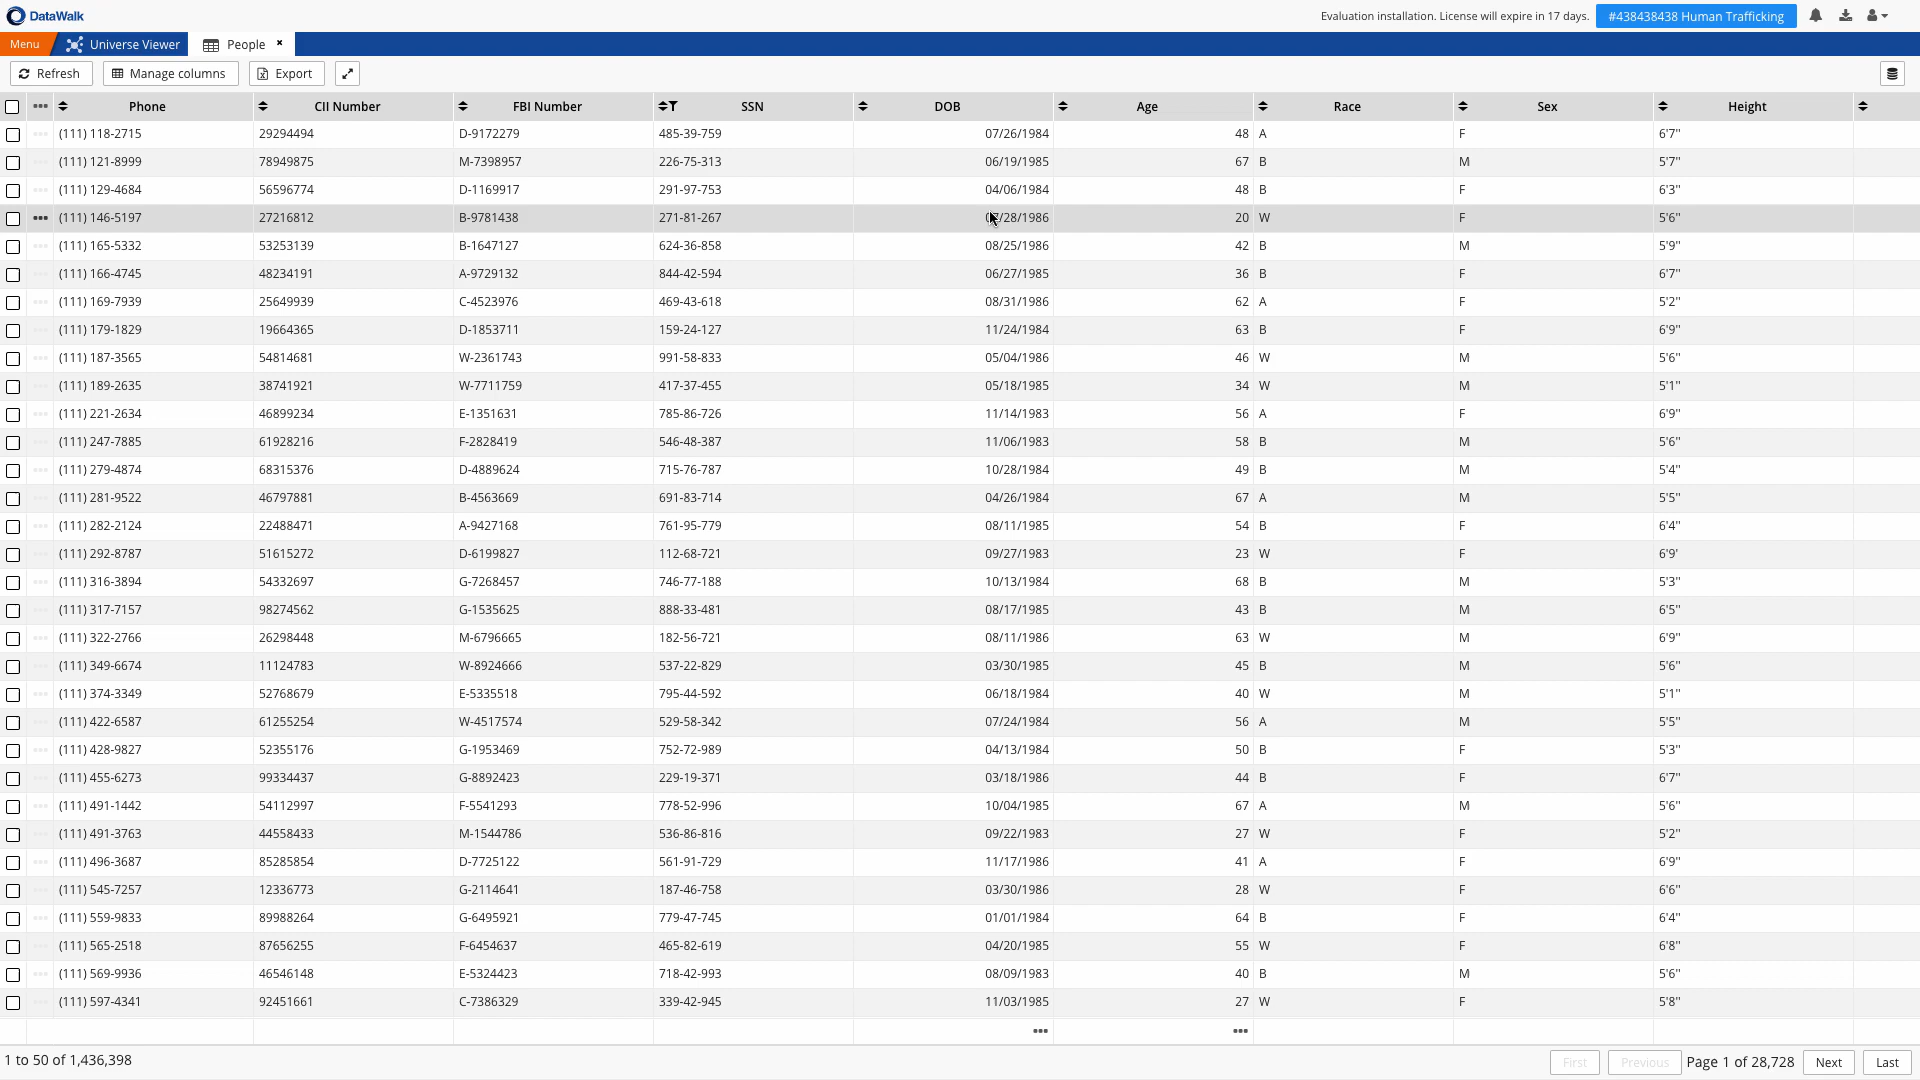 DataWalk
Evaluation installation. License will expire in 17 days. #438438438 Human Trafficking
Menu Universe Viewer People ×
Refresh Manage columns Export
Phone CII Number FBI Number SSN DOB Age Race Sex Height
(111) 118-2715 29294494 D-9172279 485-39-759 07/26/1984 48 A F 6'7"
(111) 121-8999 78949875 M-7398957 226-75-313 06/19/1985 67 B M 5'7"
(111) 129-4684 56596774 D-1169917 291-97-753 04/06/1984 48 B F 6'3"
(111) 146-5197 27216812 B-9781438 271-81-267 /28/1986 20 W F 5'6"
(111) 165-5332 53253139 B-1647127 624-36-858 08/25/1986 42 B M 5'9"
(111) 166-4745 48234191 A-9729132 844-42-594 06/27/1985 36 B F 6'7"
(111) 169-7939 25649939 C-4523976 469-43-618 08/31/1986 62 A F 5'2"
(111) 179-1829 19664365 D-1853711 159-24-127 11/24/1984 63 B F 6'9"
(111) 187-3565 54814681 W-2361743 991-58-833 05/04/1986 46 W M 5'6"
(111) 189-2635 38741921 W-7711759 417-37-455 05/18/1985 34 W M 5'1"
(111) 221-2634 46899234 E-1351631 785-86-726 11/14/1983 56 A F 6'9"
(111) 247-7885 61928216 F-2828419 546-48-387 11/06/1983 58 B M 5'6"
(111) 279-4874 68315376 D-4889624 715-76-787 10/28/1984 49 B M 5'4"
(111) 281-9522 46797881 B-4563669 691-83-714 04/26/1984 67 A M 5'5"
(111) 282-2124 22488471 A-9427168 761-95-779 08/11/1985 54 B F 6'4"
(111) 292-8787 51615272 D-6199827 112-68-721 09/27/1983 23 W F 6'9'
(111) 316-3894 54332697 G-7268457 746-77-188 10/13/1984 68 B M 5'3"
(111) 317-7157 98274562 G-1535625 888-33-481 08/17/1985 43 B M 6'5"
(111) 322-2766 26298448 M-6796665 182-56-721 08/11/1986 63 W M 6'9"
(111) 349-6674 11124783 W-8924666 537-22-829 03/30/1985 45 B M 5'6"
(111) 374-3349 52768679 E-5335518 795-44-592 06/18/1984 40 W M 5'1"
(111) 422-6587 61255254 W-4517574 529-58-342 07/24/1984 56 A M 5'5"
(111) 428-9827 52355176 G-1953469 752-72-989 04/13/1984 50 B F 5'3"
(111) 455-6273 99334437 G-8892423 229-19-371 03/18/1986 44 B F 6'7"
(111) 491-1442 54112997 F-5541293 778-52-996 10/04/1985 67 A M 5'6"
(111) 491-3763 44558433 M-1544786 536-86-816 09/22/1983 27 W F 5'2"
(111) 496-3687 85285854 D-7725122 561-91-729 11/17/1986 41 A F 6'9"
(111) 545-7257 12336773 G-2114641 187-46-758 03/30/1986 28 W F 6'6"
(111) 559-9833 89988264 G-6495921 779-47-745 01/01/1984 64 B F 6'4"
(111) 565-2518 87656255 F-6454637 465-82-619 04/20/1985 55 W F 6'8"
(111) 569-9936 46546148 E-5324423 718-42-993 08/09/1983 40 B M 5'6"
(111) 597-4341 92451661 C-7386329 339-42-945 11/03/1985 27 W F 5'8"
1 to 50 of 1,436,398 First Previous Page 1 of 28,728 Next Last